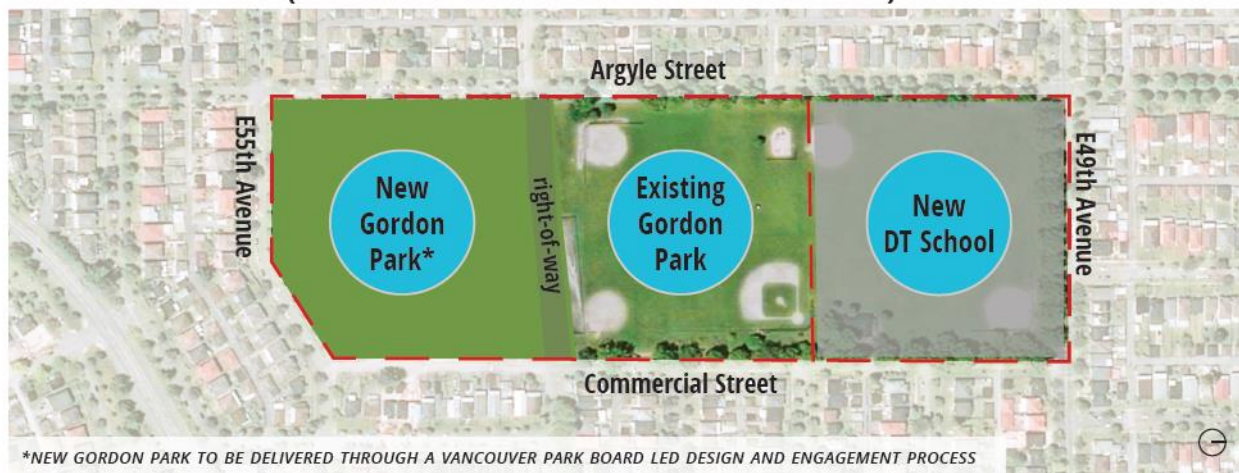 Argyle Street
E55th Avenue
New
Gordon
Park*
right-of-way
Existing
Gordon
Park
New
DT School
E49th Avenue
Commercial Street
*NEW GORDON PARK TO BE DELIVERED THROUGH A VANCOUVER PARK BOARD LED DESIGN AND ENGAGEMENT PROCESS